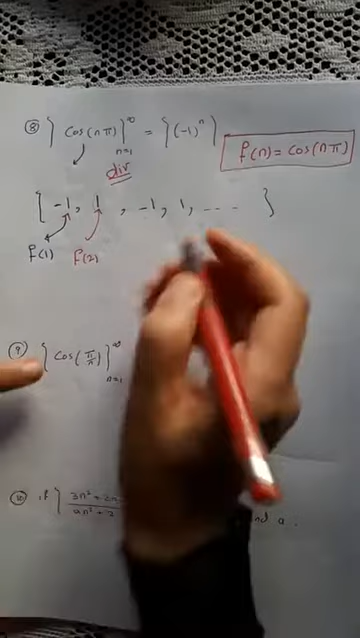 ⑧ {cos(nπ)}^∞_{n=1} = {(-1)^n}
f(n) = cos(nπ)
div
{ -1, 1, -1, 1, ... }
f(1) f(2)
⑨ {cos(π/n)}^∞_{n=1}
⑩ if { 3n² + 2n
an² + 2
nd a.